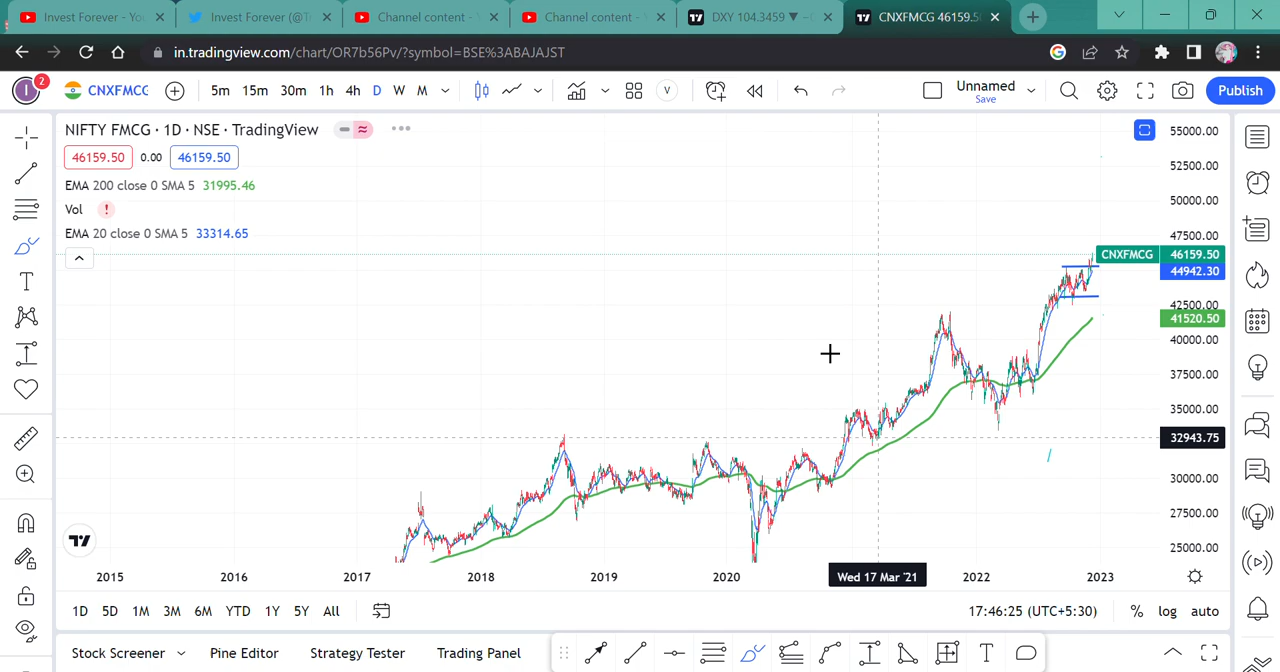 Invest Forever - Yo
Invest Forever (@T
Channel content -
Channel content -
DXY 104.3459 ▼ –
CNXFMCG 46159.5
in.tradingview.com/chart/OR7b56Pv/?symbol=BSE%3ABAJAJST
I 2 CNXFMCG 5m 15m 30m 1h 4h D W M V Unnamed Save Publish
NIFTY FMCG · 1D · NSE · TradingView
46159.50 0.00 46159.50
EMA 200 close 0 SMA 5 31995.46
Vol !
EMA 20 close 0 SMA 5 33314.65
55000.00
52500.00
50000.00
47500.00
CNXFMCG 46159.50
44942.30
42500.00
41520.50
40000.00
37500.00
35000.00
32943.75
30000.00
27500.00
25000.00
2015 2016 2017 2018 2019 2020 Wed 17 Mar '21 2022 2023
1D 5D 1M 3M 6M YTD 1Y 5Y All 17:46:25 (UTC+5:30) % log auto
Stock Screener Pine Editor Strategy Tester Trading Panel T